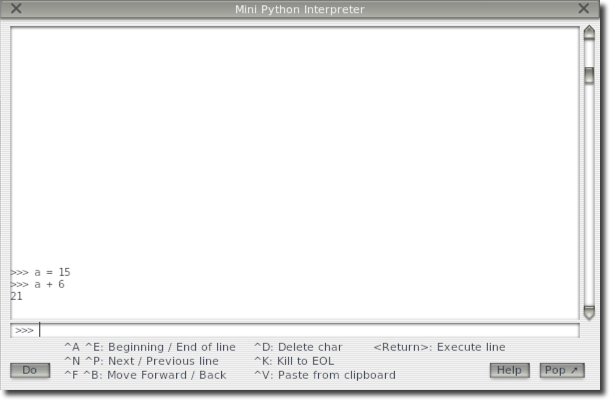 Mini Python Interpreter
>>> a = 15
>>> a + 6
21
>>>
^A ^E: Beginning / End of line ^D: Delete char <Return>: Execute line
^N ^P: Next / Previous line ^K: Kill to EOL
Do ^F ^B: Move Forward / Back ^V: Paste from clipboard Help Pop ↗